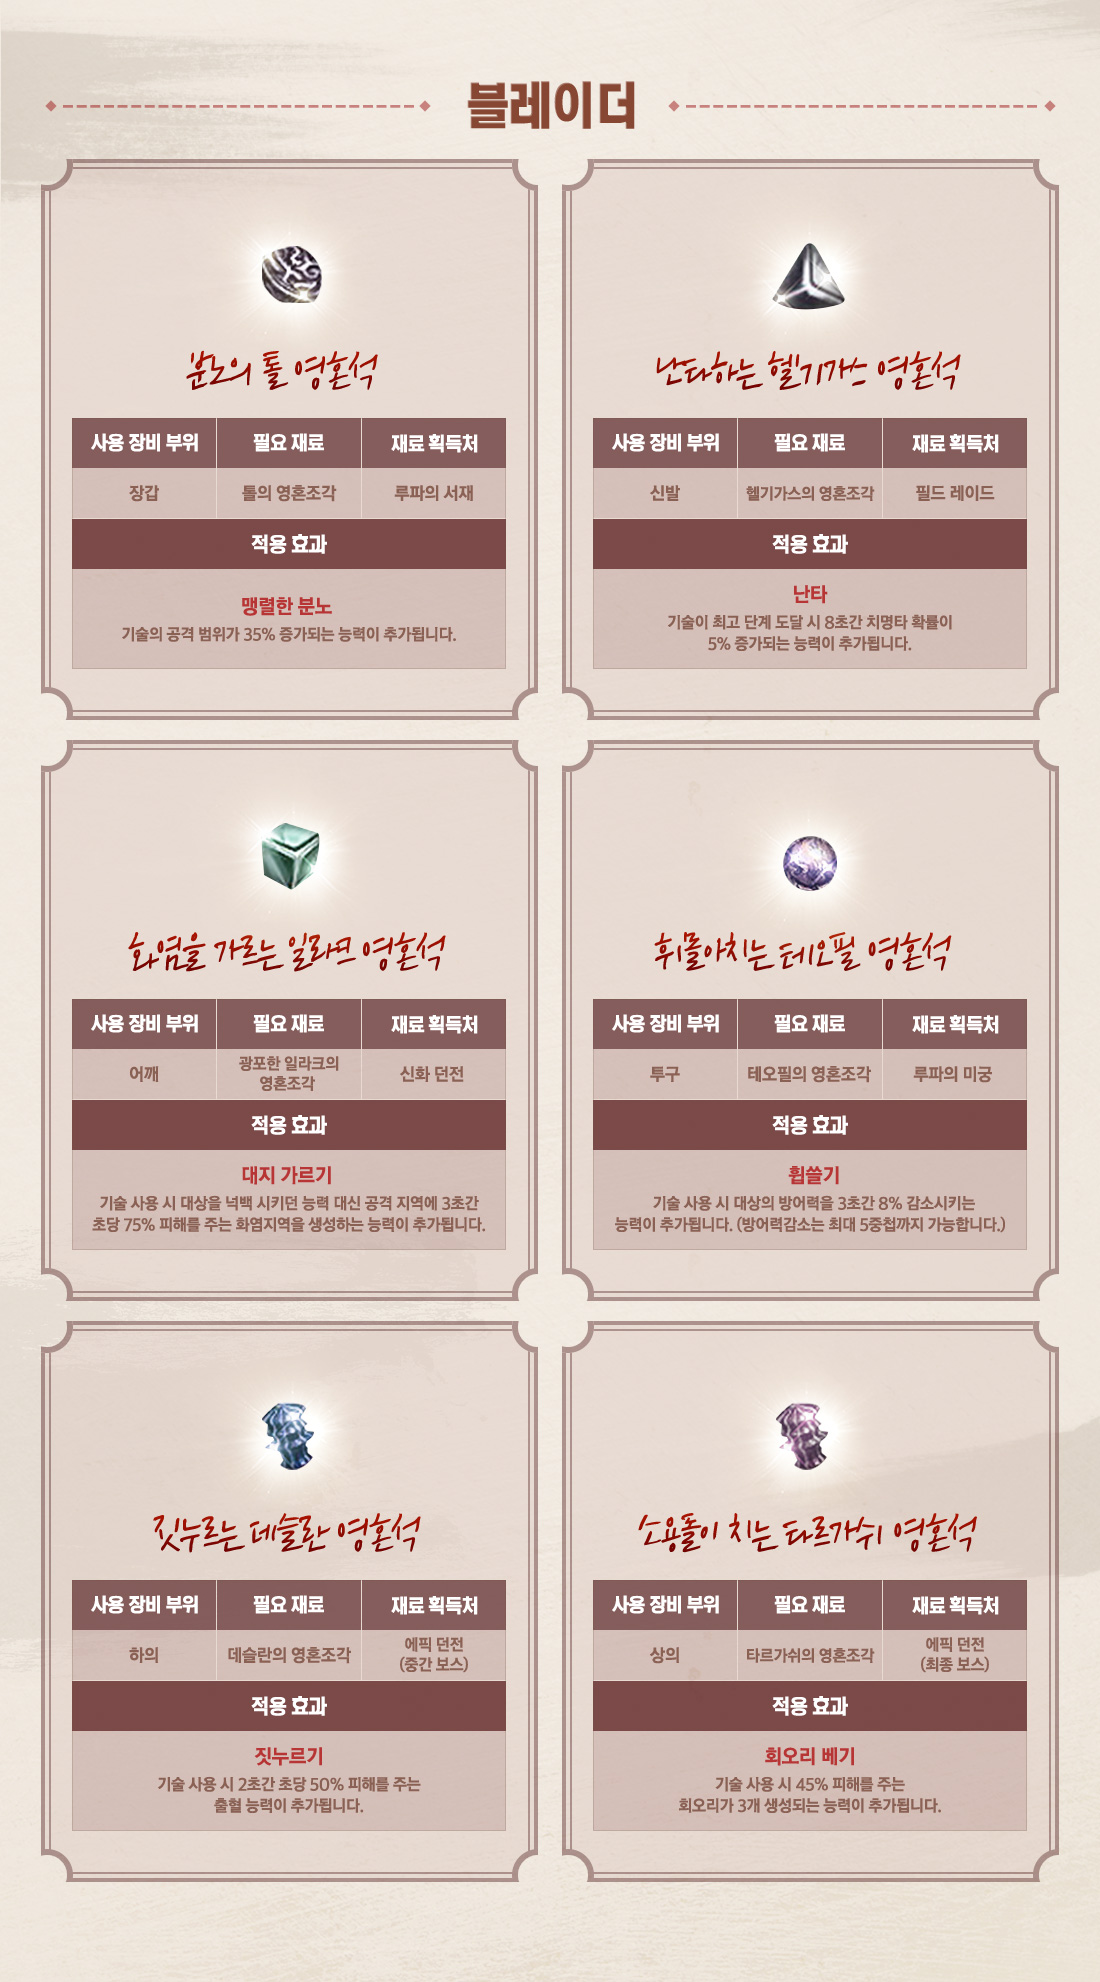 블레이더
분노의 톨 영혼석
사용 장비 부위 필요 재료 재료 획득처
장갑 톨의 영혼조각 루파의 서재
적용 효과
맹렬한 분노
기술의 공격 범위가 35% 증가되는 능력이 추가됩니다.
난타하는 헬기가스 영혼석
사용 장비 부위 필요 재료 재료 획득처
신발 헬기가스의 영혼조각 필드 레이드
적용 효과
난타
기술이 최고 단계 도달 시 8초간 치명타 확률이
5% 증가되는 능력이 추가됩니다.
화염을 가르는 일라크 영혼석
사용 장비 부위 필요 재료 재료 획득처
어깨 광포한 일라크의 신화 던전
영혼조각
적용 효과
대지 가르기
기술 사용 시 대상을 넉백 시키던 능력 대신 공격 지역에 3초간
초당 75% 피해를 주는 화염지역을 생성하는 능력이 추가됩니다.
휘몰아치는 테오필 영혼석
사용 장비 부위 필요 재료 재료 획득처
투구 테오필의 영혼조각 루파의 미궁
적용 효과
휩쓸기
기술 사용 시 대상의 방어력을 3초간 8% 감소시키는
능력이 추가됩니다. (방어력감소는 최대 5중첩까지 가능합니다.)
짓누르는 데슬란 영혼석
사용 장비 부위 필요 재료 재료 획득처
하의 데슬란의 영혼조각 에픽 던전
(중간 보스)
적용 효과
짓누르기
기술 사용 시 2초간 초당 50% 피해를 주는
출혈 능력이 추가됩니다.
소용돌이 치는 타르가쉬 영혼석
사용 장비 부위 필요 재료 재료 획득처
상의 타르가쉬의 영혼조각 에픽 던전
(최종 보스)
적용 효과
회오리 베기
기술 사용 시 45% 피해를 주는
회오리가 3개 생성되는 능력이 추가됩니다.